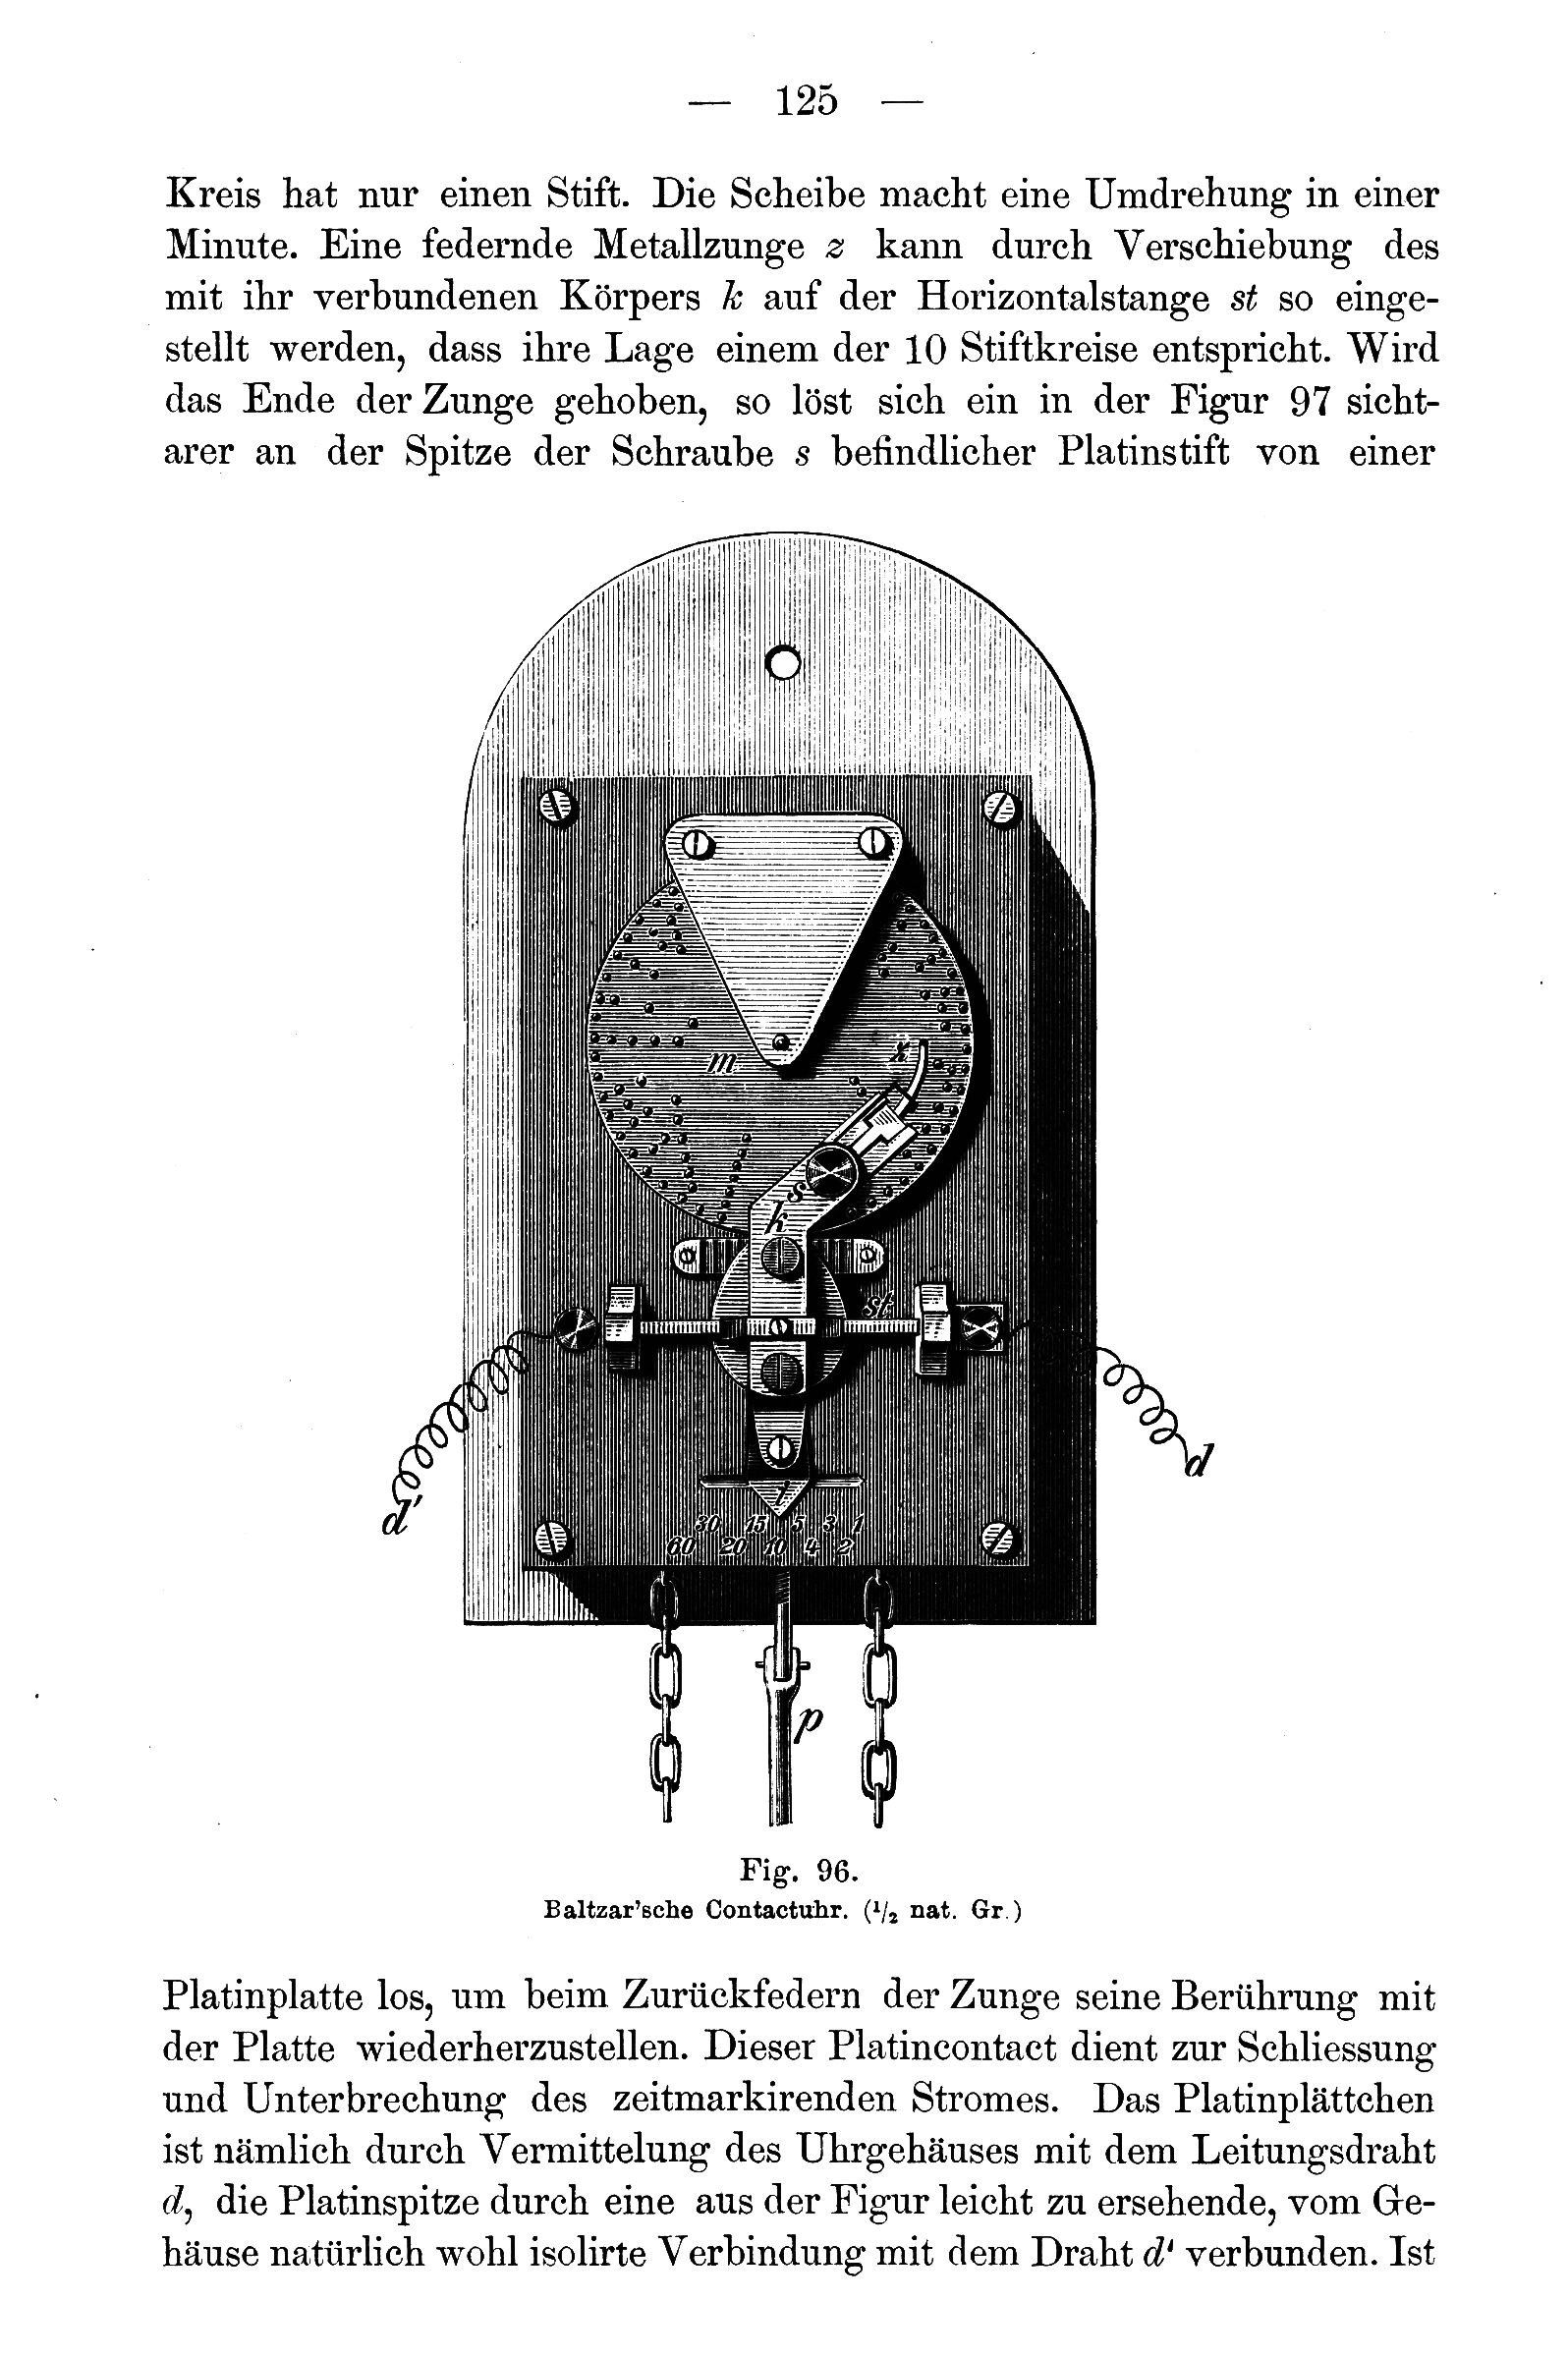 — 125 —
Kreis hat nur einen Stift. Die Scheibe macht eine Umdrehung in einer
Minute. Eine federnde Metallzunge z kann durch Verschiebung des
mit ihr verbundenen Körpers k auf der Horizontalstange st so einge-
stellt werden, dass ihre Lage einem der 10 Stiftkreise entspricht. Wird
das Ende der Zunge gehoben, so löst sich ein in der Figur 97 sicht-
arer an der Spitze der Schraube s befindlicher Platinstift von einer
m
z
s
k
st
d
d'
i
30 15 5 3 1
60 20 10 4 2
p
Fig. 96.
Baltzar'sche Contactuhr. (1/2 nat. Gr.)
Platinplatte los, um beim Zurückfedern der Zunge seine Berührung mit
der Platte wiederherzustellen. Dieser Platincontact dient zur Schliessung
und Unterbrechung des zeitmarkirenden Stromes. Das Platinplättchen
ist nämlich durch Vermittelung des Uhrgehäuses mit dem Leitungsdraht
d, die Platinspitze durch eine aus der Figur leicht zu ersehende, vom Ge-
häuse natürlich wohl isolirte Verbindung mit dem Draht d' verbunden. Ist